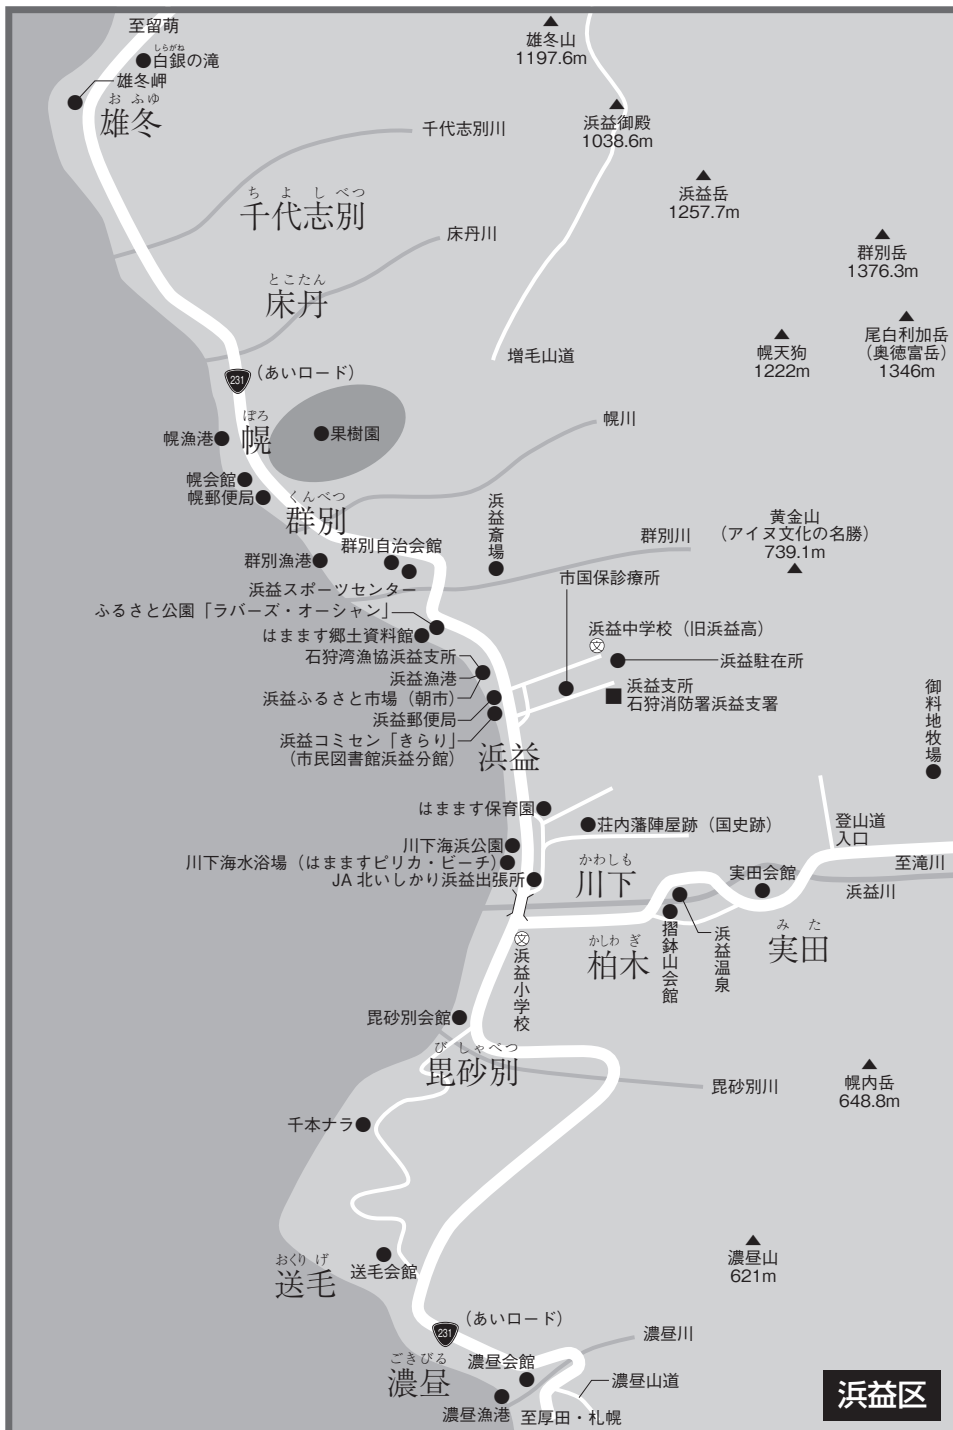 至留萌
しらがね
白銀の滝
雄冬岬
お ふゆ
雄冬
雄冬山
1197.6m
浜益御殿
1038.6m
千代志別川
浜益岳
1257.7m
ち よ し べつ
千代志別
床丹川
群別岳
1376.3m
とこたん
床丹
尾白利加岳
（奥徳富岳）
1346m
幌天狗
1222m
増毛山道
231
（あいロード）
ぽろ
幌
果樹園
幌漁港
幌川
幌会館
幌郵便局
くんべつ
群別
浜益斎場
黄金山
（アイヌ文化の名勝）
739.1m
群別川
群別自治会館
群別漁港
市国保診療所
浜益スポーツセンター
ふるさと公園「ラバーズ・オーシャン」
はまます郷土資料館
浜益中学校（旧浜益高）
文
石狩湾漁協浜益支所
浜益駐在所
浜益漁港
浜益支所
石狩消防署浜益支署
浜益ふるさと市場（朝市）
浜益郵便局
浜益コミセン「きらり」
（市民図書館浜益分館）
浜益
御料地牧場
はまます保育園
荘内藩陣屋跡（国史跡）
登山道
入口
川下海浜公園
川下海水浴場（はまますピリカ・ビーチ）
JA北いしかり浜益出張所
かわしも
川下
実田会館
至滝川
浜益川
文
浜益小学校
かしわ ぎ
柏木
摺鉢山会館
浜益温泉
み た
実田
毘砂別会館
び しゃべつ
毘砂別
毘砂別川
幌内岳
648.8m
千本ナラ
おくり げ
送毛
送毛会館
濃昼山
621m
231
（あいロード）
濃昼川
ごきびる
濃昼
濃昼会館
濃昼山道
濃昼漁港
至厚田・札幌
浜益区